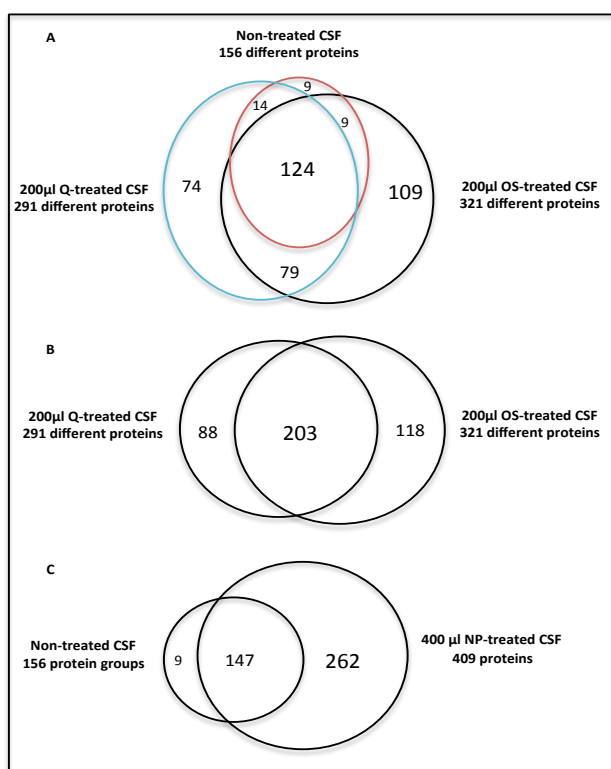 A
Non-treated CSF
156 different proteins
9
14
9
200µl Q-treated CSF
291 different proteins
74
124
109
200µl OS-treated CSF
321 different proteins
79
B
200µl Q-treated CSF
291 different proteins
88
203
118
200µl OS-treated CSF
321 different proteins
C
Non-treated CSF
156 protein groups
9
147
262
400 µl NP-treated CSF
409 proteins